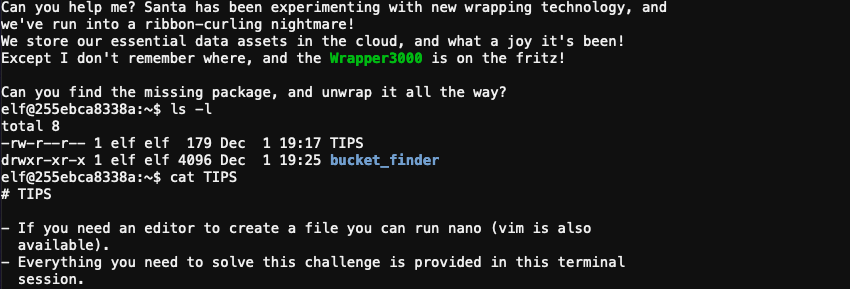 Can you help me? Santa has been experimenting with new wrapping technology, and
we've run into a ribbon-curling nightmare!
We store our essential data assets in the cloud, and what a joy it's been!
Except I don't remember where, and the Wrapper3000 is on the fritz!

Can you find the missing package, and unwrap it all the way?
elf@255ebca8338a:~$ ls -l
total 8
-rw-r--r-- 1 elf elf  179 Dec  1 19:17 TIPS
drwxr-xr-x 1 elf elf 4096 Dec  1 19:25 bucket_finder
elf@255ebca8338a:~$ cat TIPS
# TIPS

- If you need an editor to create a file you can run nano (vim is also
  available).
- Everything you need to solve this challenge is provided in this terminal
  session.